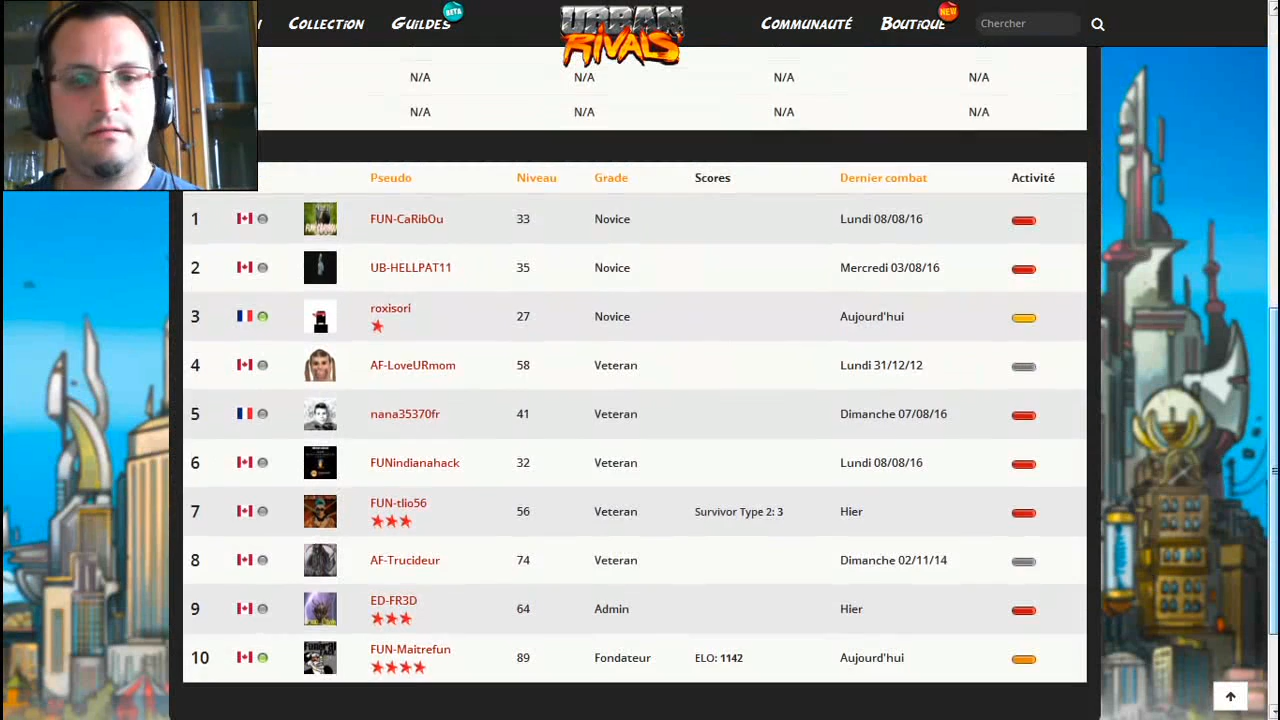 COLLECTION GUILDES BETA URBAN RIVALS COMMUNAUTÉ BOUTIQUE NEW Chercher
N/A N/A N/A N/A
N/A N/A N/A N/A
Pseudo Niveau Grade Scores Dernier combat Activité
1 FUN-CaRibOu 33 Novice Lundi 08/08/16
2 UB-HELLPAT11 35 Novice Mercredi 03/08/16
3 roxisori 27 Novice Aujourd'hui
4 AF-LoveURmom 58 Veteran Lundi 31/12/12
5 nana35370fr 41 Veteran Dimanche 07/08/16
6 FUNindianahack 32 Veteran Lundi 08/08/16
7 FUN-tlio56 56 Veteran Survivor Type 2: 3 Hier
8 AF-Trucideur 74 Veteran Dimanche 02/11/14
9 ED-FR3D 64 Admin Hier
10 FUN-Maitrefun 89 Fondateur ELO: 1142 Aujourd'hui